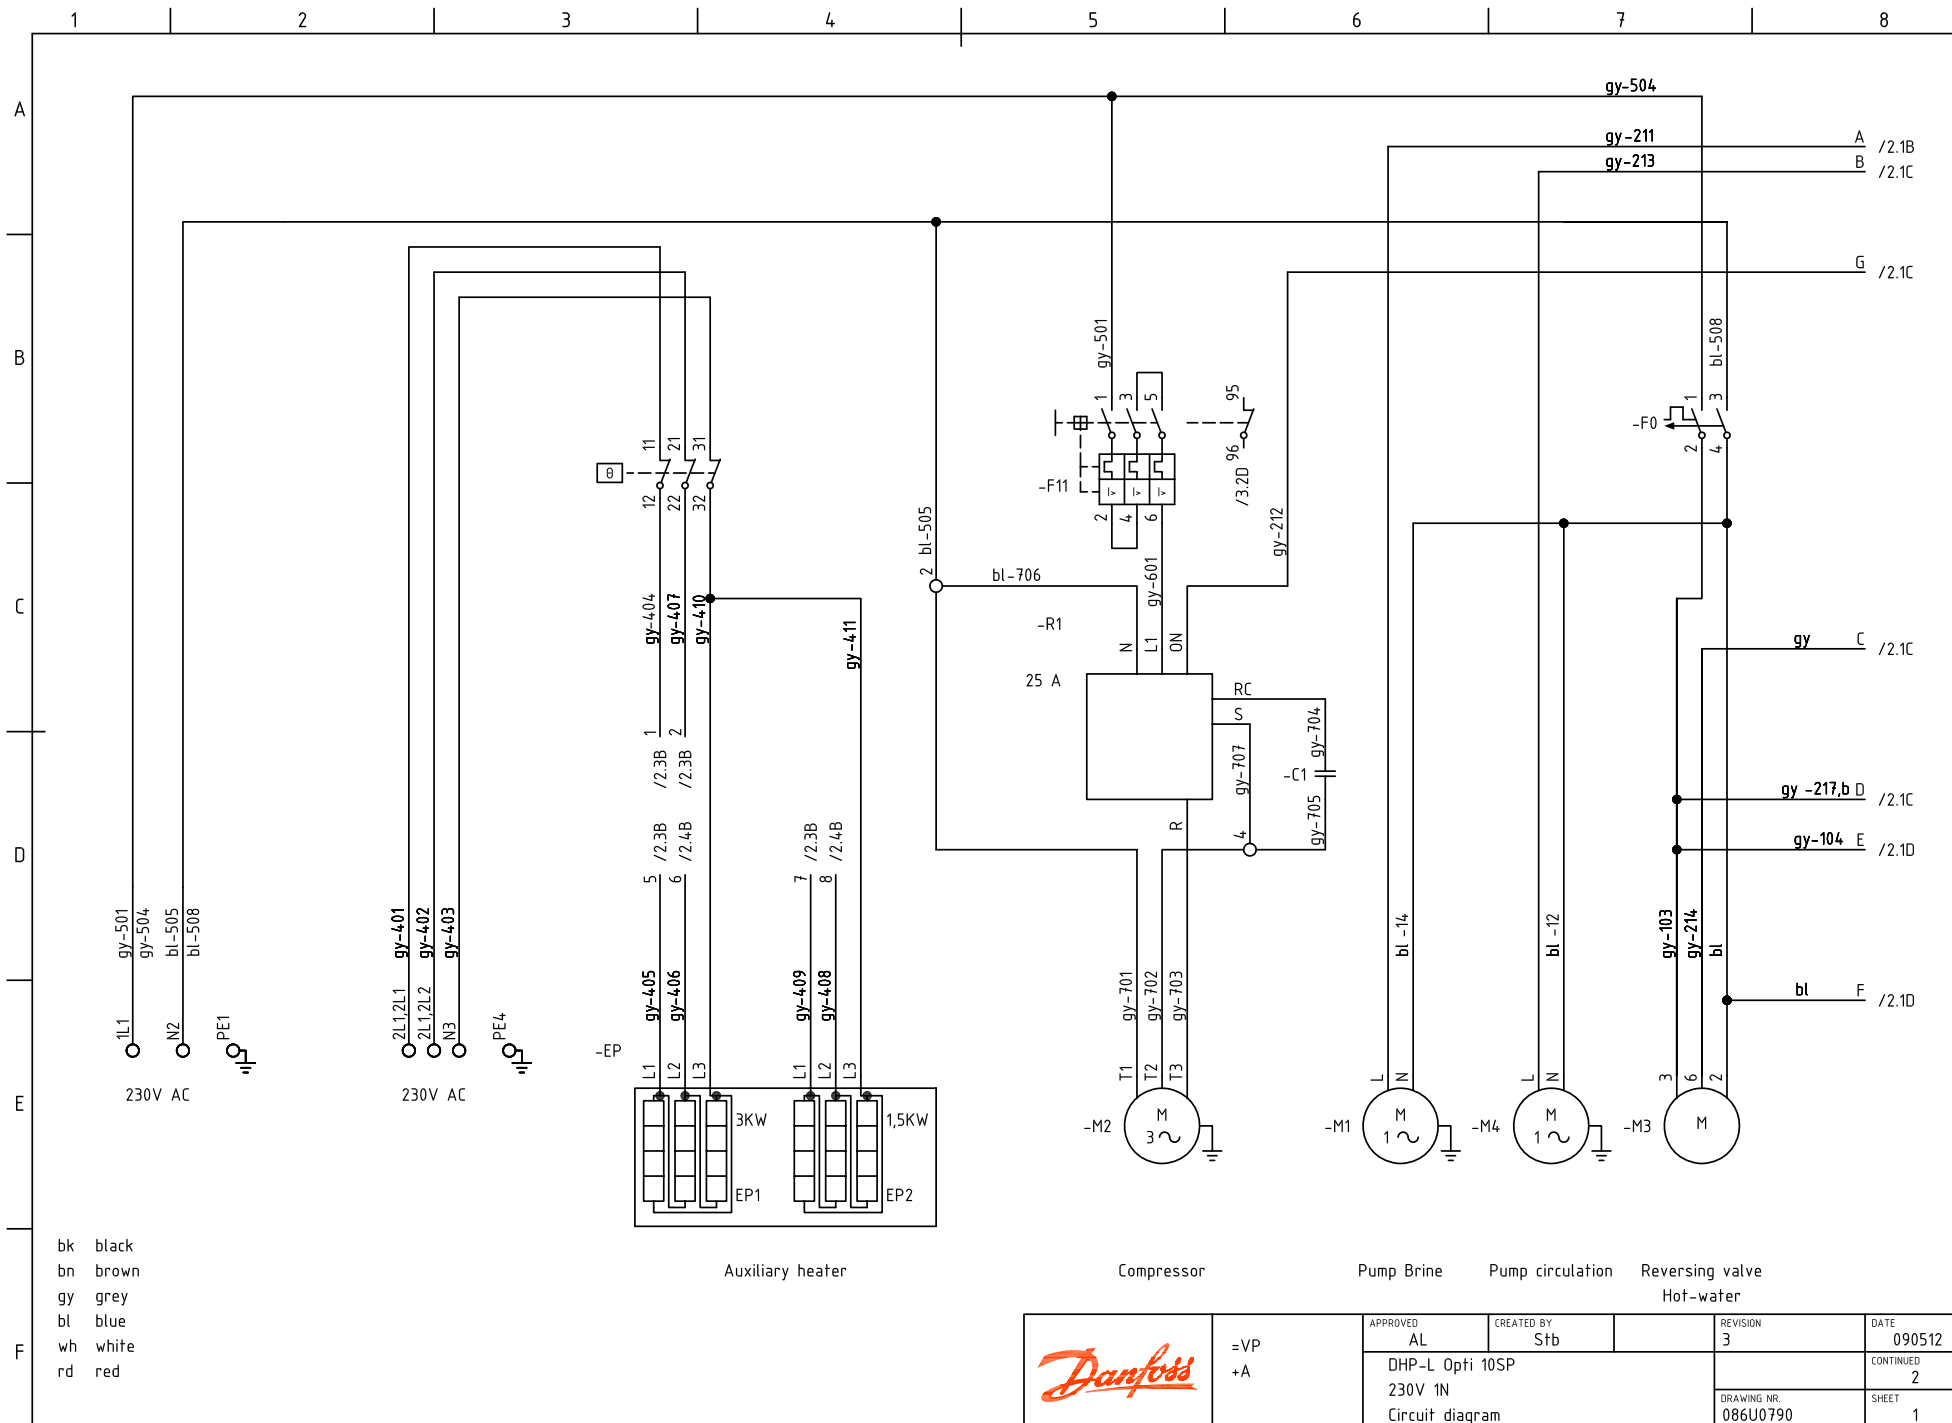 1 2 3 4 5 6 7 8
A
B
C
D
E
F
gy-504
gy-211 A /2.1B
gy-213 B /2.1C
G /2.1C
gy-501
bl-508
1 3 5
95
96
/3.2D
-F11
2 4 6
-F0
1 3
2 4
11 21 31
θ
12 22 32
I> I> I>
bl-505
2
bl-706
gy-601
gy-212
gy-404
gy-407
gy-410
gy-411
-R1
N L1 ON
25 A
RC
S
gy-704
gy-707
-C1
gy-705
R
4
gy C /2.1C
gy -217,b D /2.1C
gy-104 E /2.1D
bl F /2.1D
1 2
/2.3B /2.3B
/2.3B /2.4B
5 6
/2.3B /2.4B
7 8
gy-501
gy-504
bl-505
bl-508
gy-401
gy-402
gy-403
gy-405
gy-406
gy-409
gy-408
gy-701
gy-702
gy-703
bl -14
bl -12
gy-103
gy-214
bl
1L1 N2 PE1
230V AC
2L1,2L1 2L1,2L2 N3 PE4
230V AC
-EP
L1 L2 L3
L1 L2 L3
3KW
EP1
1,5KW
EP2
T1 T2 T3
-M2
M
3
L N
-M1
M
1
L N
-M4
M
1
3 6 2
-M3
M
Auxiliary heater
Compressor
Pump Brine
Pump circulation
Reversing valve
Hot-water
bk black
bn brown
gy grey
bl blue
wh white
rd red
Danfoss
=VP
+A
APPROVED
AL
CREATED BY
Stb
REVISION
3
DATE
090512
DHP-L Opti 10SP
230V 1N
Circuit diagram
CONTINUED
2
DRAWING NR.
086U0790
SHEET
1